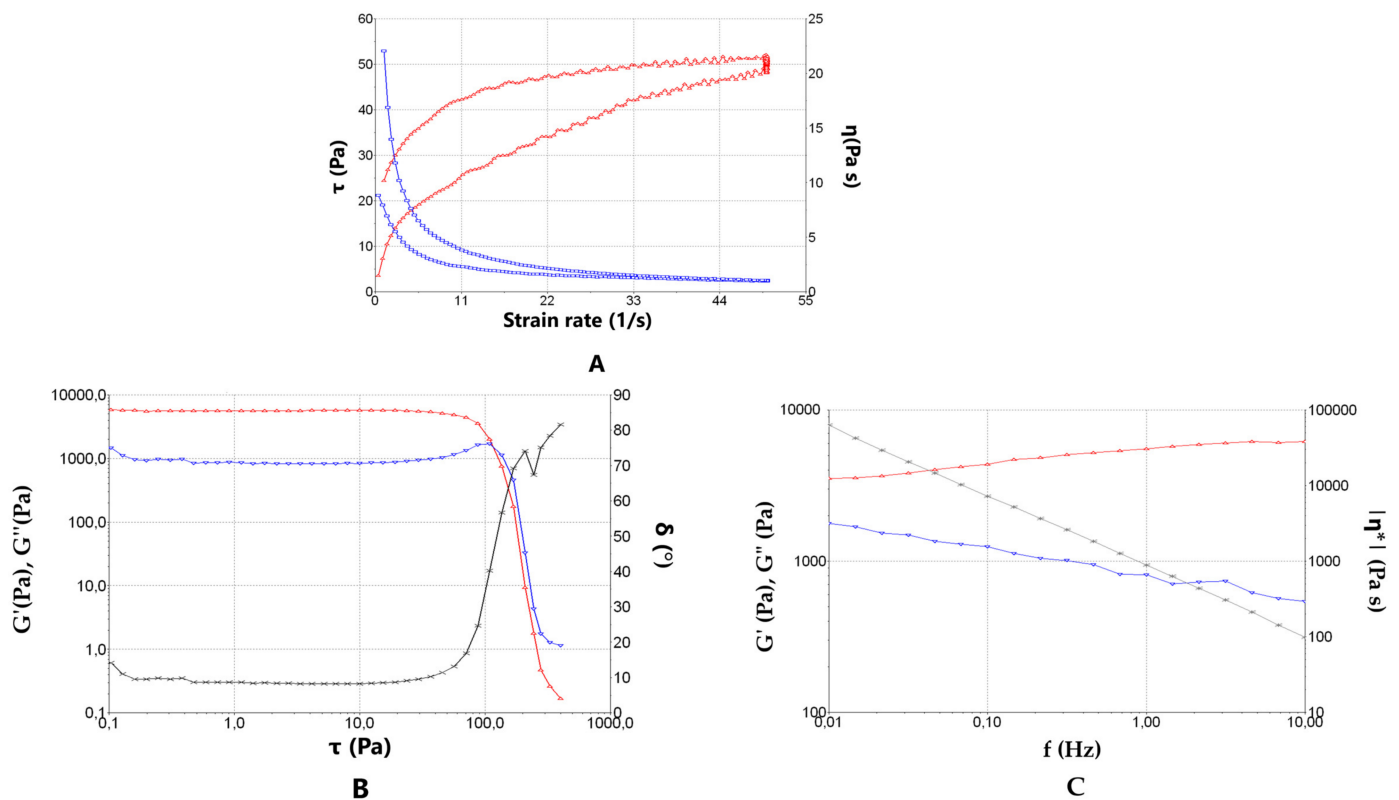 60
50
40
30
20
10
0
τ (Pa)
25
20
15
10
5
0
η(Pa s)
0 11 22 33 44 55
Strain rate (1/s)
A
10000,0
1000,0
100,0
10,0
1,0
0,1
G'(Pa), G''(Pa)
90
80
70
60
50
40
30
20
10
0
δ (°)
0,1 1,0 10,0 100,0 1000,0
τ (Pa)
B
10000
1000
100
G' (Pa), G'' (Pa)
100000
10000
1000
100
10
|η*| (Pa s)
0,01 0,10 1,00 10,00
f (Hz)
C